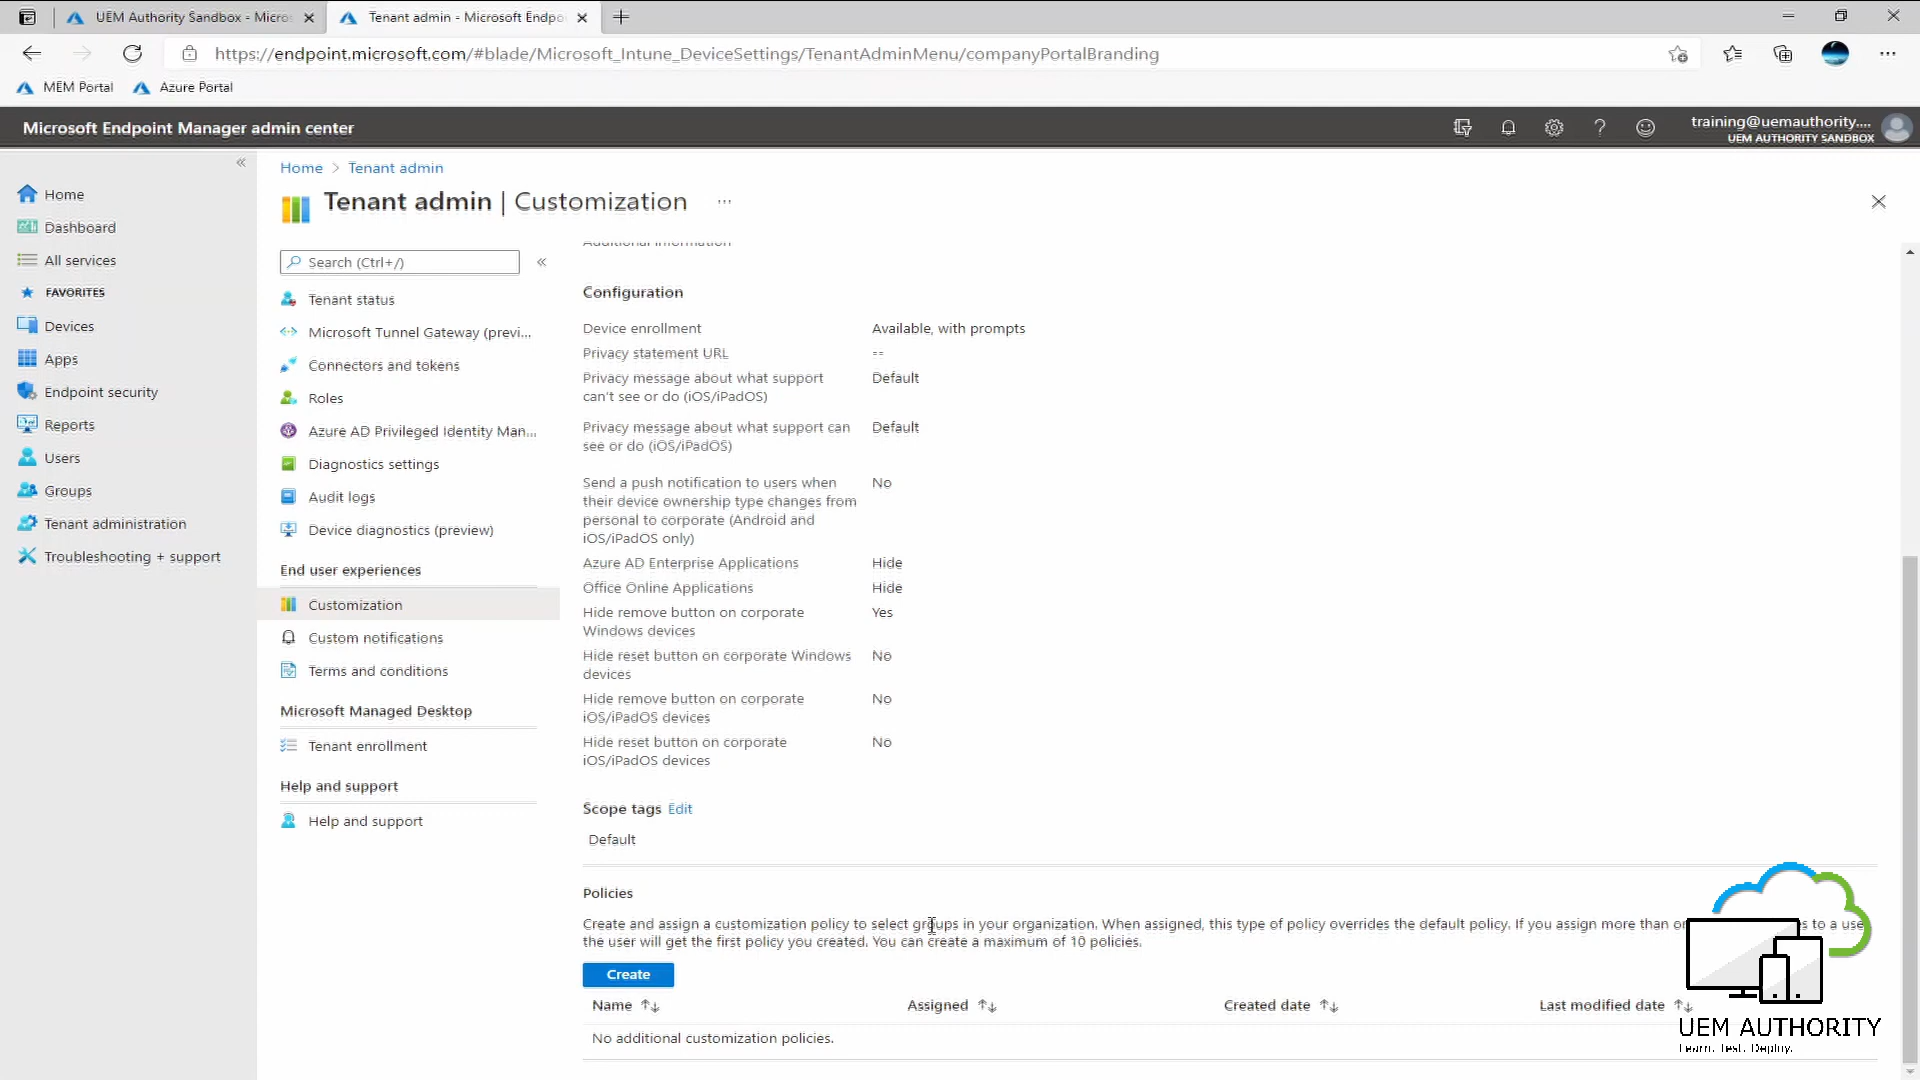 UEM Authority Sandbox - Micros
Tenant admin - Microsoft Endpo
https://endpoint.microsoft.com/#blade/Microsoft_Intune_DeviceSettings/TenantAdminMenu/companyPortalBranding
MEM Portal
Azure Portal
Microsoft Endpoint Manager admin center
training@uemauthority....
UEM AUTHORITY SANDBOX
Home
Dashboard
All services
FAVORITES
Devices
Apps
Endpoint security
Reports
Users
Groups
Tenant administration
Troubleshooting + support
Home > Tenant admin
Tenant admin | Customization ...
Search (Ctrl+/)
Tenant status
Microsoft Tunnel Gateway (previ...
Connectors and tokens
Roles
Azure AD Privileged Identity Man...
Diagnostics settings
Audit logs
Device diagnostics (preview)
End user experiences
Customization
Custom notifications
Terms and conditions
Microsoft Managed Desktop
Tenant enrollment
Help and support
Help and support
Additional information
Configuration
Device enrollment Available, with prompts
Privacy statement URL --
Privacy message about what support Default
can't see or do (iOS/iPadOS)
Privacy message about what support can Default
see or do (iOS/iPadOS)
Send a push notification to users when No
their device ownership type changes from
personal to corporate (Android and
iOS/iPadOS only)
Azure AD Enterprise Applications Hide
Office Online Applications Hide
Hide remove button on corporate Yes
Windows devices
Hide reset button on corporate Windows No
devices
Hide remove button on corporate No
iOS/iPadOS devices
Hide reset button on corporate No
iOS/iPadOS devices
Scope tags Edit
Default
Policies
Create and assign a customization policy to select groups in your organization. When assigned, this type of policy overrides the default policy. If you assign more than to a use
the user will get the first policy you created. You can create a maximum of 10 policies.
Create
Name Assigned Created date Last modified date
No additional customization policies.
UEM AUTHORITY
Learn. Test. Deploy.